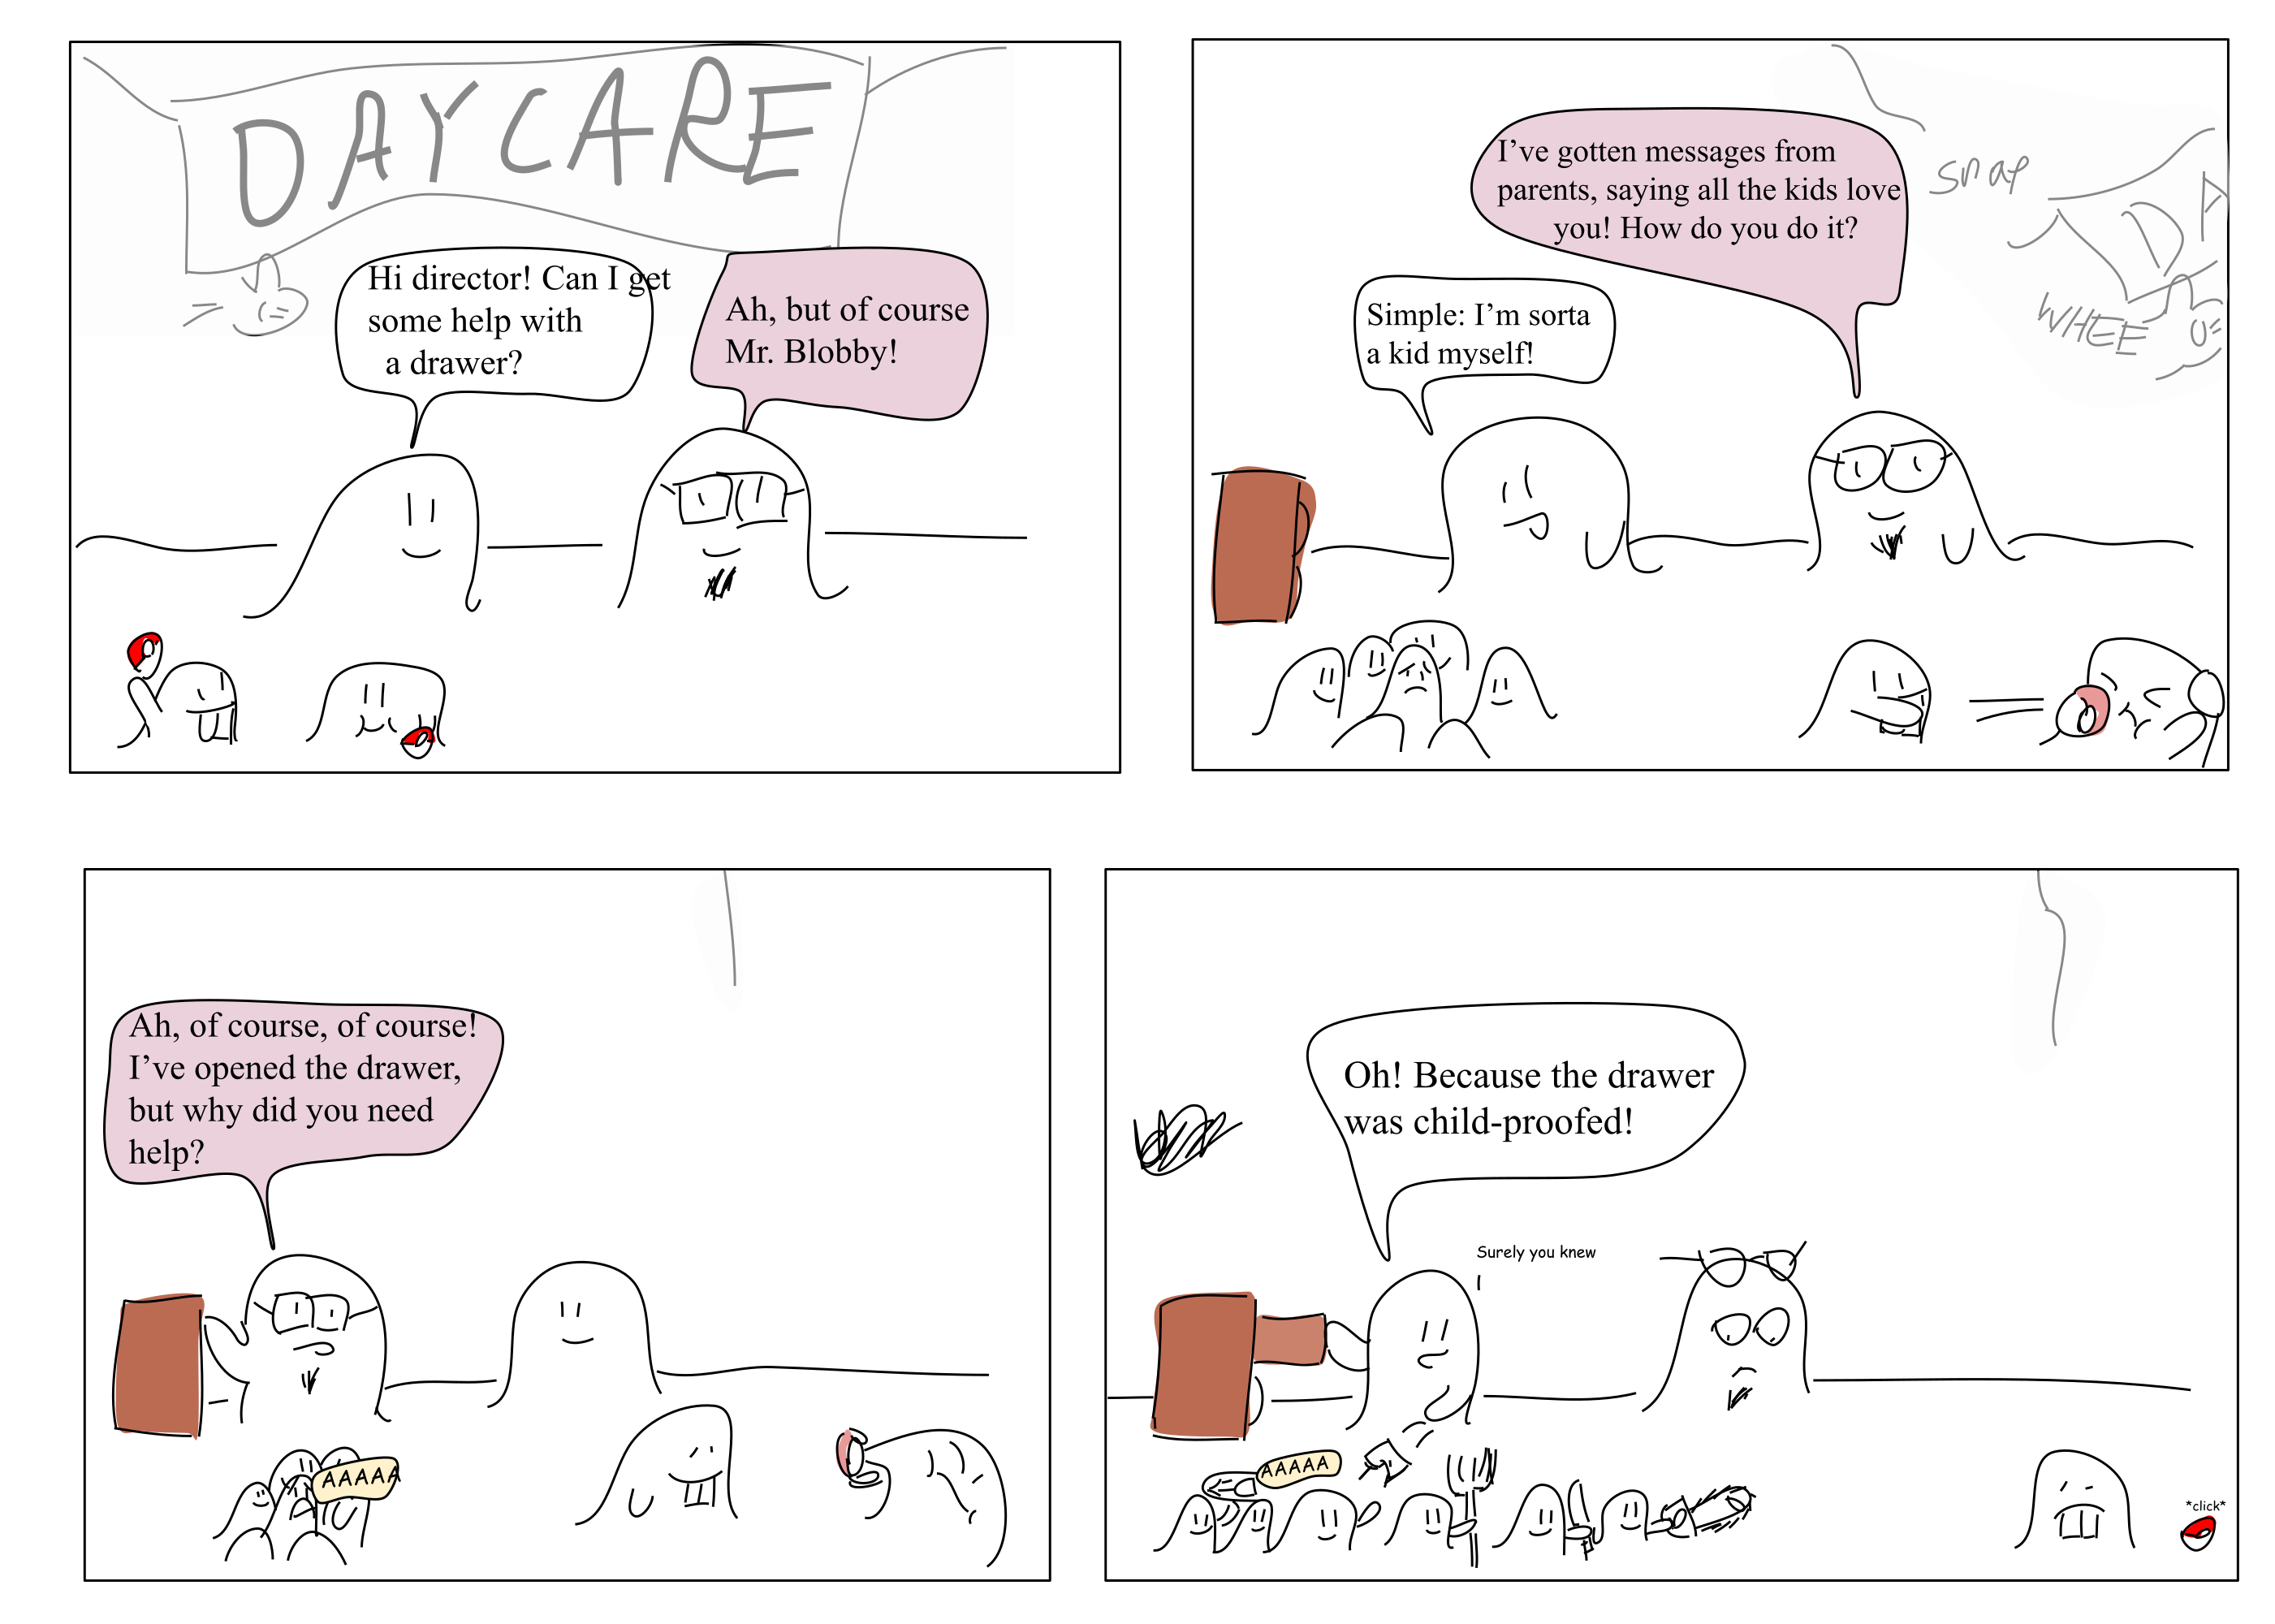 DAYCARE
Hi director! Can I get
some help with
a drawer?
Ah, but of course
Mr. Blobby!
I've gotten messages from
parents, saying all the kids love
you! How do you do it?
Simple: I'm sorta
a kid myself!
snap
DA
WHEE
Ah, of course, of course!
I've opened the drawer,
but why did you need
help?
AAAAA
Oh! Because the drawer
was child-proofed!
Surely you knew
AAAAA
*click*